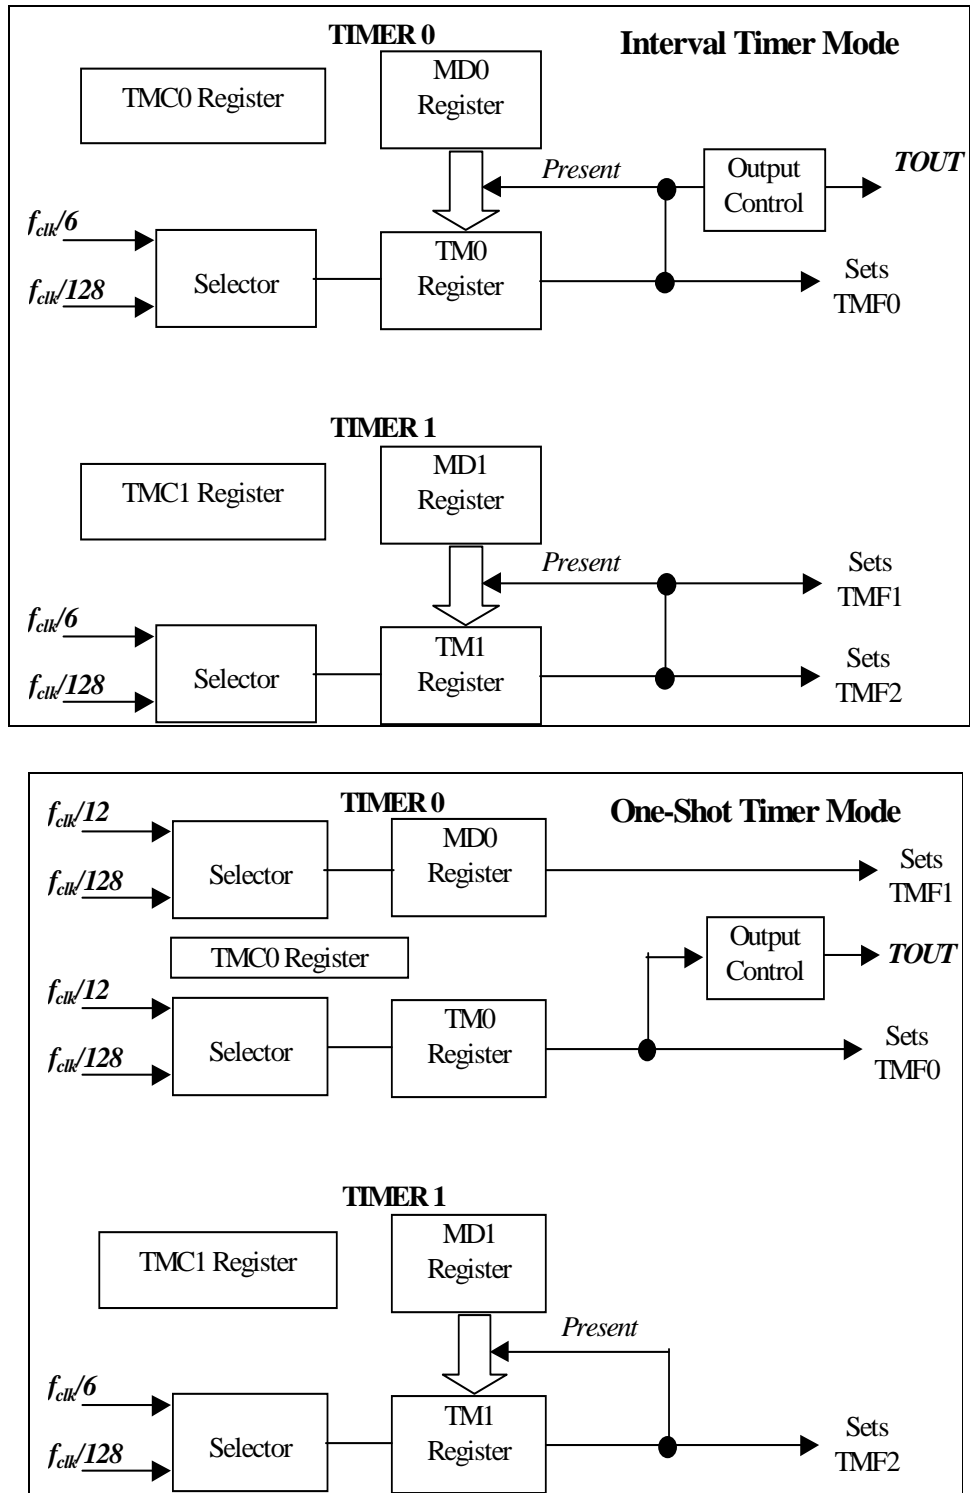 TIMER 0
Interval Timer Mode
TMC0 Register
MD0
Register
Present
Output
Control
TOUT
fclk/6
fclk/128
Selector
TM0
Register
Sets
TMF0
TIMER 1
TMC1 Register
MD1
Register
Present
Sets
TMF1
fclk/6
fclk/128
Selector
TM1
Register
Sets
TMF2
TIMER 0
One-Shot Timer Mode
fclk/12
fclk/128
Selector
MD0
Register
Sets
TMF1
TMC0 Register
Output
Control
TOUT
fclk/12
fclk/128
Selector
TM0
Register
Sets
TMF0
TIMER 1
TMC1 Register
MD1
Register
Present
fclk/6
fclk/128
Selector
TM1
Register
Sets
TMF2